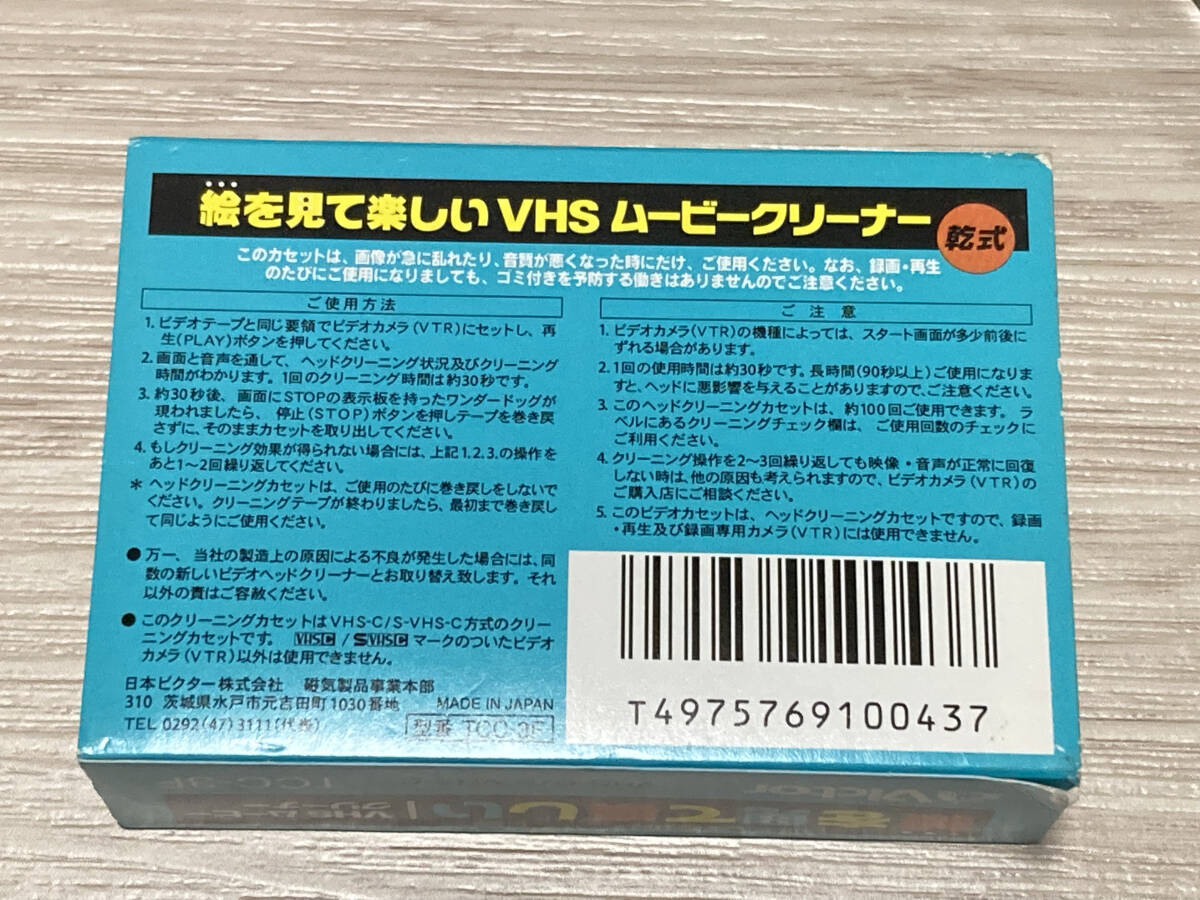 絵を見て楽しいVHSムービークリーナー
乾式
このカセットは、画像が急に乱れたり、音質が悪くなった時にだけ、ご使用ください。なお、録画・再生
のたびにご使用になりましても、ゴミ付きを予防する働きはありませんのでご注意ください。
ご使用方法
1. ビデオテープと同じ要領でビデオカメラ(VTR)にセットし、再
生(PLAY)ボタンを押してください。
2. 画面と音声を通して、ヘッドクリーニング状況及びクリーニング
時間がわかります。1回のクリーニング時間は約30秒です。
3. 約30秒後、画面にSTOPの表示板を持ったワンダードッグが
現われましたら、停止(STOP)ボタンを押しテープを巻き戻
さずに、そのままカセットを取り出してください。
4. もしクリーニング効果が得られない場合には、上記1.2.3.の操作を
あと1〜2回繰り返してください。
* ヘッドクリーニングカセットは、ご使用のたびに巻き戻しをしないで
ください。クリーニングテープが終わりましたら、最初まで巻き戻し
て同じようにご使用ください。
● 万一、当社の製造上の原因による不良が発生した場合には、同
数の新しいビデオヘッドクリーナーとお取り替え致します。それ
以外の責はご容赦ください。
● このクリーニングカセットはVHS-C/S-VHS-C方式のクリー
ニングカセットです。VHSC / SVHSC マークのついたビデオ
カメラ(VTR)以外は使用できません。
日本ビクター株式会社 磁気製品事業本部
310 茨城県水戸市元吉田町1030番地 MADE IN JAPAN
TEL 0292(47)3111(代表) 型番 TCC-3F
ご注意
1. ビデオカメラ(VTR)の機種によっては、スタート画面が多少前後に
ずれる場合があります。
2. 1回の使用時間は約30秒です。長時間(90秒以上)ご使用になりま
すと、ヘッドに悪影響を与えることがありますので、ご注意ください。
3. このヘッドクリーニングカセットは、約100回ご使用できます。ラ
ベルにあるクリーニングチェック欄は、ご使用回数のチェックに
ご利用ください。
4. クリーニング操作を2〜3回繰り返しても映像・音声が正常に回復
しない時は、他の原因も考えられますので、ビデオカメラ(VTR)の
ご購入店にご相談ください。
5. このビデオカセットは、ヘッドクリーニングカセットですので、録画
・再生及び録画専用カメラ(VTR)には使用できません。
T4975769100437
Victor
TCC-3F
絵を見て楽しい
VHSムービー
クリーナー